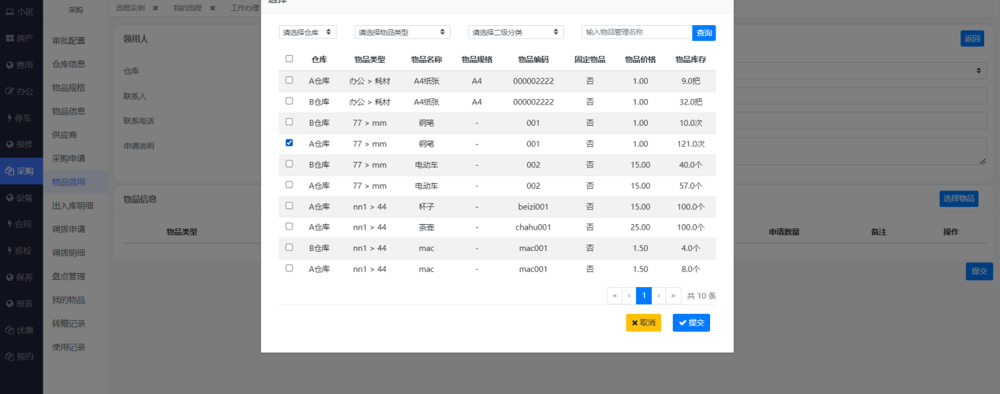 小区
房产
费用
办公
停车
报修
采购
设备
合同
巡检
保养
报表
优惠
预约
采购
审批配置
仓库信息
物品规格
物品信息
供应商
采购申请
物品领用
出入库明细
调拨申请
调拨明细
盘点管理
我的物品
转赠记录
使用记录
流程实例 ✖ 我的流程 ✖ 工作办理
领用人 返回
仓库
联系人
联系电话
申请说明
物品信息 选择物品
物品类型 申请数量 备注 操作
提交
选择
请选择仓库 请选择物品类型 请选择二级分类 输入物品管理名称 查询
仓库 物品类型 物品名称 物品规格 物品编码 固定物品 物品价格 物品库存
A仓库 办公 > 耗材 A4纸张 A4 000002222 否 1.00 9.0把
B仓库 办公 > 耗材 A4纸张 A4 000002222 否 1.00 32.0把
B仓库 77 > mm 钢笔 - 001 否 1.00 10.0次
A仓库 77 > mm 钢笔 - 001 否 1.00 121.0次
B仓库 77 > mm 电动车 - 002 否 15.00 40.0个
A仓库 77 > mm 电动车 - 002 否 15.00 57.0个
A仓库 nn1 > 44 杯子 - beizi001 否 15.00 100.0个
A仓库 nn1 > 44 茶壶 - chahu001 否 25.00 100.0个
B仓库 nn1 > 44 mac - mac001 否 1.50 4.0个
A仓库 nn1 > 44 mac - mac001 否 1.50 8.0个
« ‹ 1 › » 共 10 条
✖ 取消 ✔ 提交